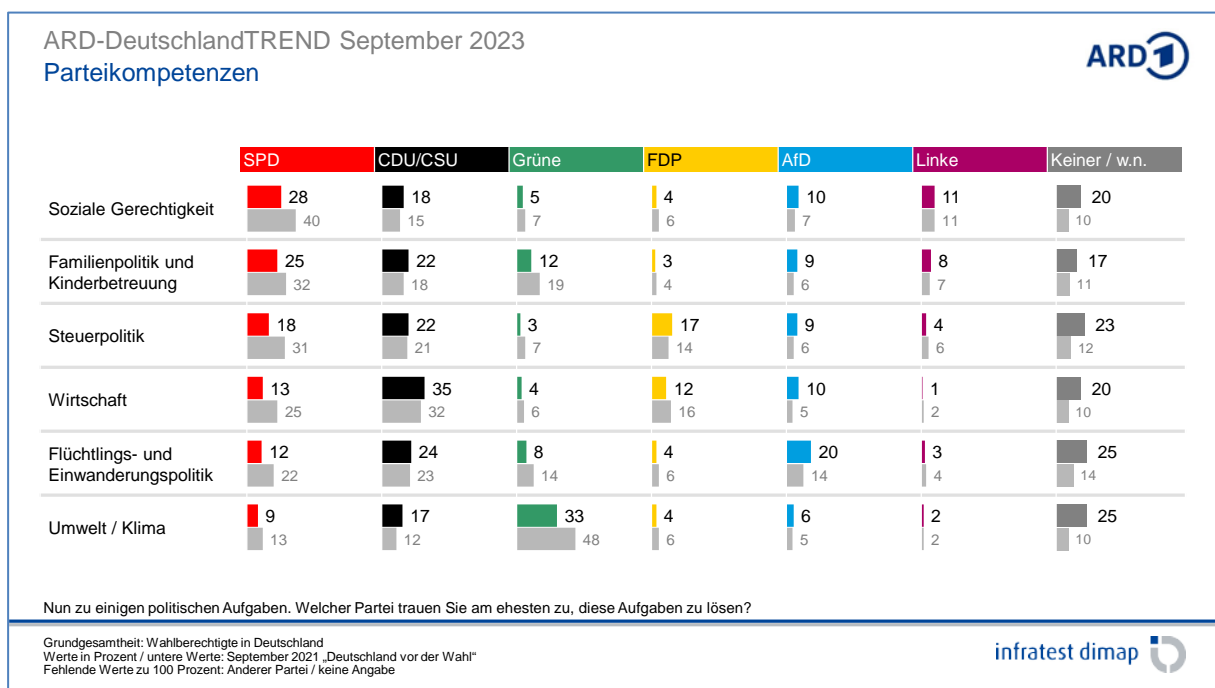 ARD-DeutschlandTREND September 2023
Parteikompetenzen
ARD 1
SPD CDU/CSU Grüne FDP AfD Linke Keiner / w.n.
Soziale Gerechtigkeit
28 18 5 4 10 11 20
40 15 7 6 7 11 10
Familienpolitik und
Kinderbetreuung
25 22 12 3 9 8 17
32 18 19 4 6 7 11
Steuerpolitik
18 22 3 17 9 4 23
31 21 7 14 6 6 12
Wirtschaft
13 35 4 12 10 1 20
25 32 6 16 5 2 10
Flüchtlings- und
Einwanderungspolitik
12 24 8 4 20 3 25
22 23 14 6 14 4 14
Umwelt / Klima
9 17 33 4 6 2 25
13 12 48 6 5 2 10
Nun zu einigen politischen Aufgaben. Welcher Partei trauen Sie am ehesten zu, diese Aufgaben zu lösen?
Grundgesamtheit: Wahlberechtigte in Deutschland
Werte in Prozent / untere Werte: September 2021 „Deutschland vor der Wahl“
Fehlende Werte zu 100 Prozent: Anderer Partei / keine Angabe
infratest dimap